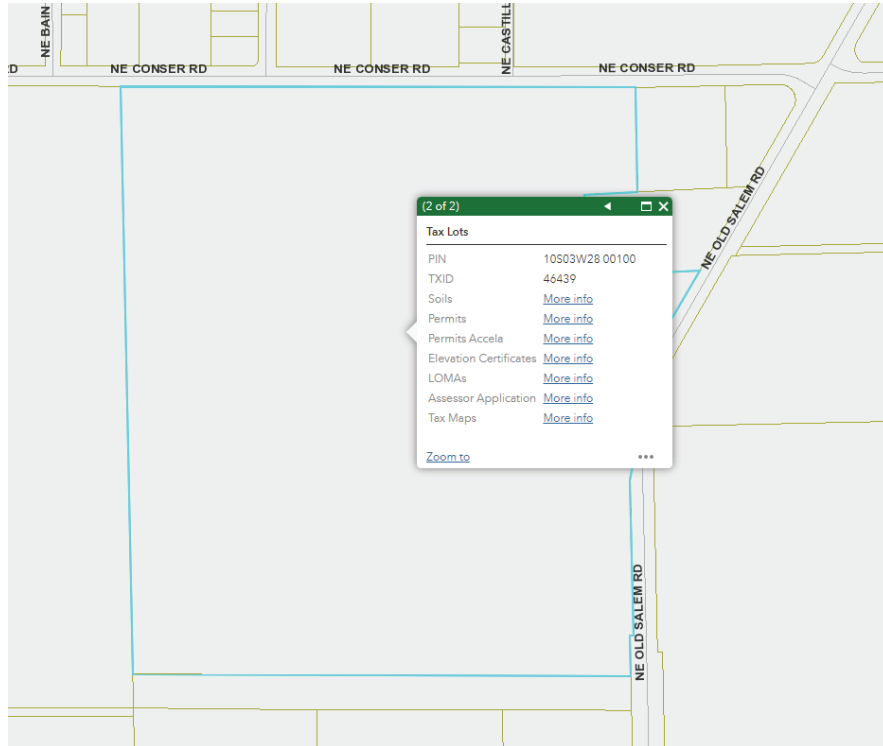 NE BAIN
NE CASTILL
RD
NE CONSER RD
NE CONSER RD
NE CONSER RD
NE OLD SALEM RD
(2 of 2)
Tax Lots
PIN 10S03W28 00100
TXID 46439
Soils More info
Permits More info
Permits Accela More info
Elevation Certificates More info
LOMAs More info
Assessor Application More info
Tax Maps More info
Zoom to
NE OLD SALEM RD